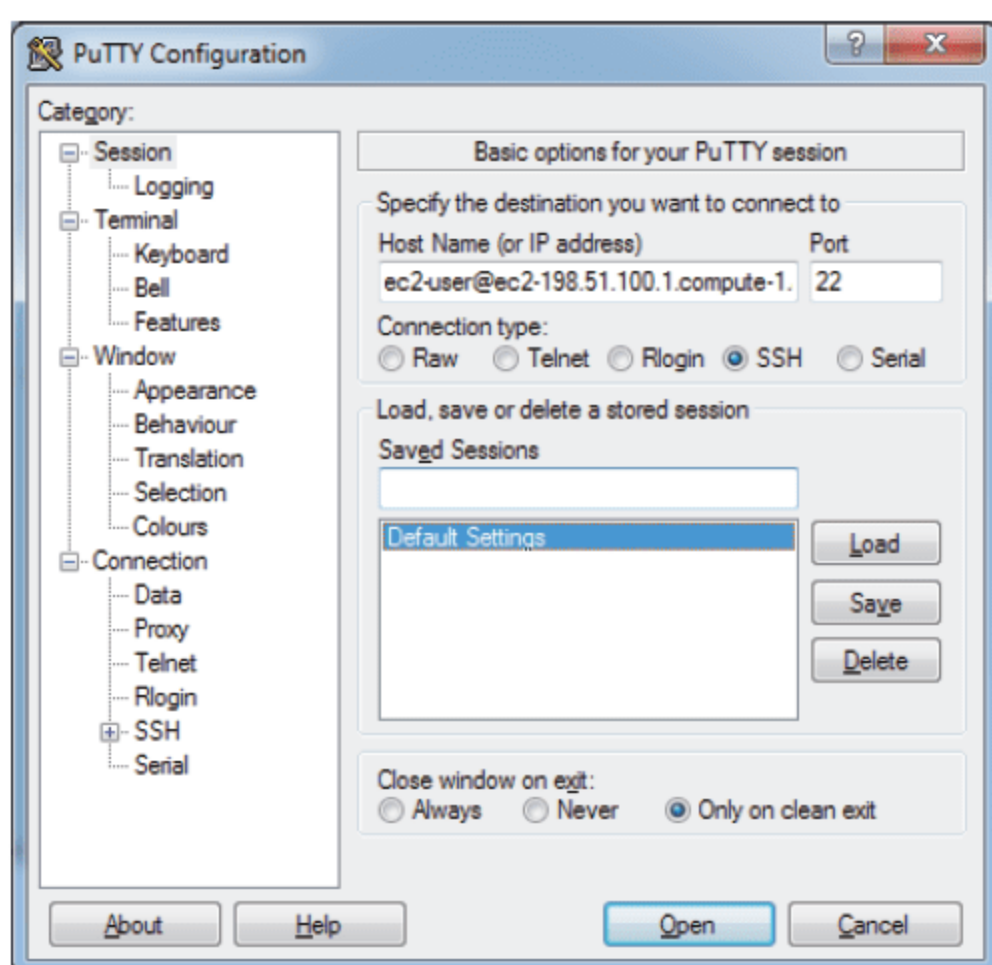 PuTTY Configuration
?
X
Category:
Session
Logging
Terminal
Keyboard
Bell
Features
Window
Appearance
Behaviour
Translation
Selection
Colours
Connection
Data
Proxy
Telnet
Rlogin
SSH
Serial
Basic options for your PuTTY session
Specify the destination you want to connect to
Host Name (or IP address) Port
ec2-user@ec2-198.51.100.1.compute-1. 22
Connection type:
Raw Telnet Rlogin SSH Serial
Load, save or delete a stored session
Saved Sessions
Default Settings
Load
Save
Delete
Close window on exit:
Always Never Only on clean exit
About Help Open Cancel